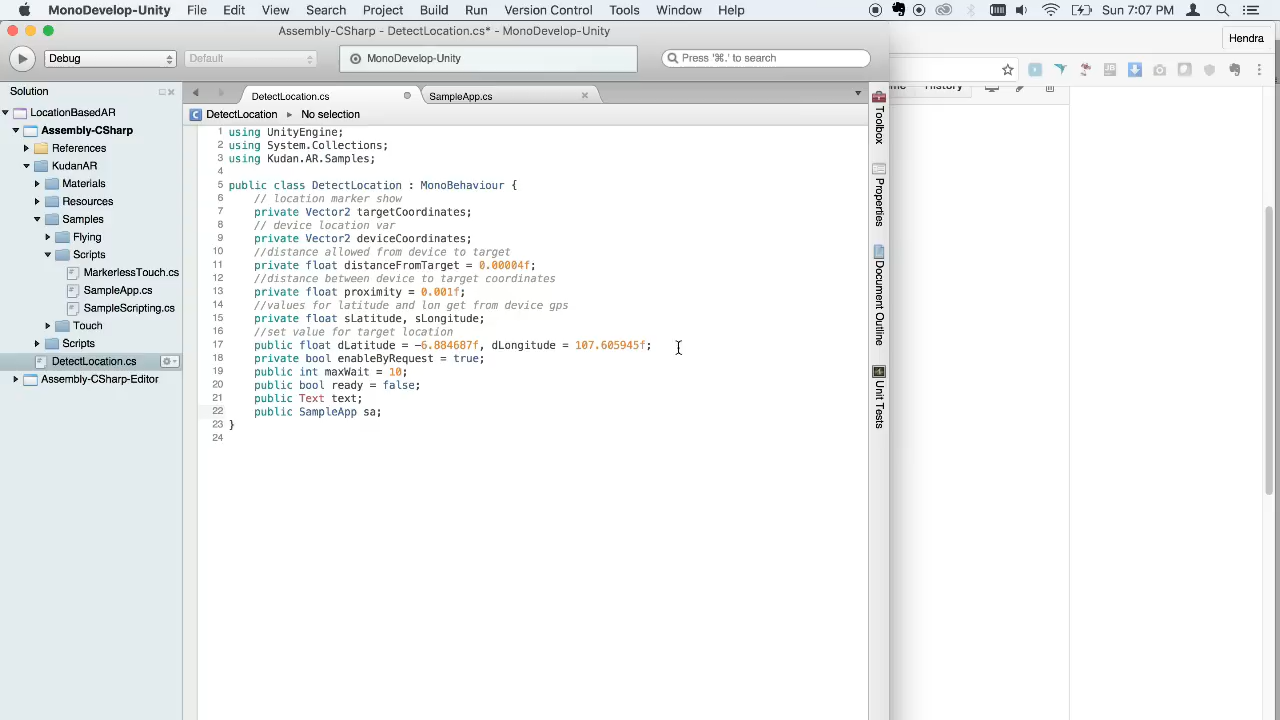 MonoDevelop-Unity File Edit View Search Project Build Run Version Control Tools Window Help Sun 7:07 PM
Assembly-CSharp - DetectLocation.cs* - MonoDevelop-Unity
Hendra
Debug Default MonoDevelop-Unity Press '⌘.' to search
Solution
DetectLocation.cs SampleApp.cs
History
LocationBasedAR
Assembly-CSharp
References
KudanAR
Materials
Resources
Samples
Flying
Scripts
MarkerlessTouch.cs
SampleApp.cs
SampleScripting.cs
Touch
Scripts
DetectLocation.cs
Assembly-CSharp-Editor
DetectLocation ▸ No selection
1 using UnityEngine;
2 using System.Collections;
3 using Kudan.AR.Samples;
4
5 public class DetectLocation : MonoBehaviour {
6 // location marker show
7 private Vector2 targetCoordinates;
8 // device location var
9 private Vector2 deviceCoordinates;
10 //distance allowed from device to target
11 private float distanceFromTarget = 0.00004f;
12 //distance between device to target coordinates
13 private float proximity = 0.001f;
14 //values for latitude and lon get from device gps
15 private float sLatitude, sLongitude;
16 //set value for target location
17 public float dLatitude = -6.884687f, dLongitude = 107.605945f;
18 private bool enableByRequest = true;
19 public int maxWait = 10;
20 public bool ready = false;
21 public Text text;
22 public SampleApp sa;
23 }
24
Toolbox
Properties
Document Outline
Unit Tests